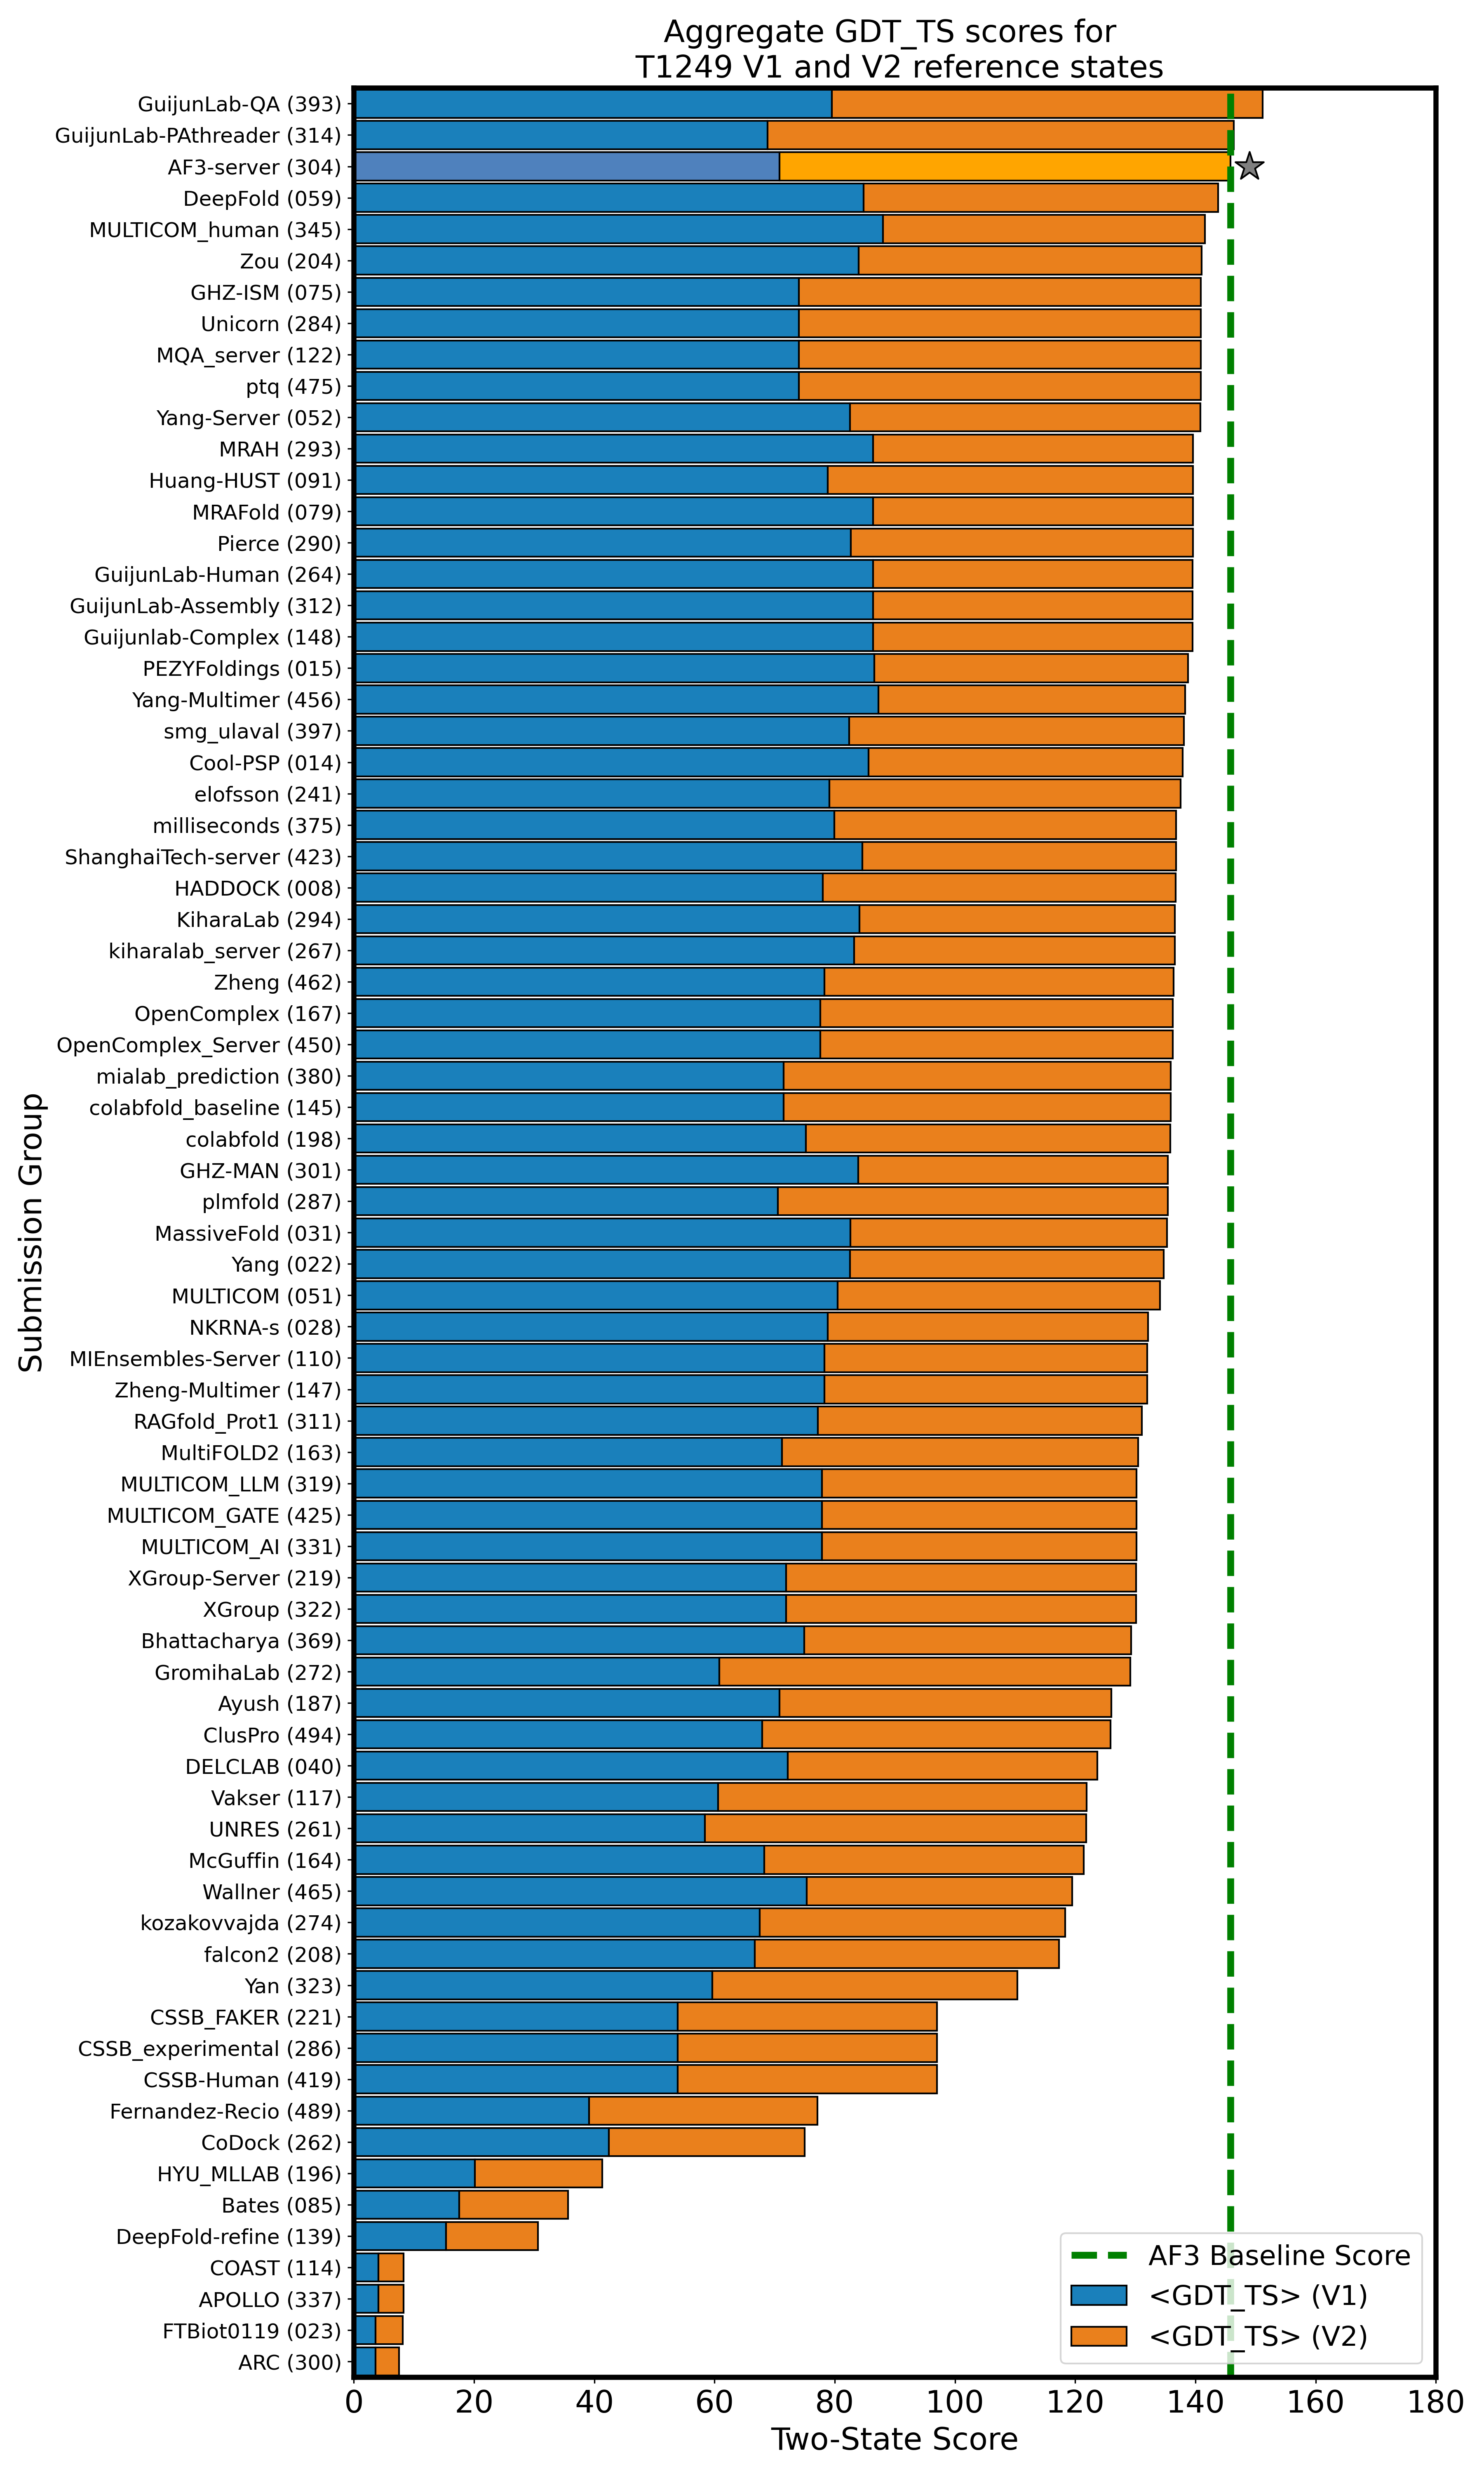 Aggregate GDT_TS scores for
T1249 V1 and V2 reference states
GuijunLab-QA (393)
GuijunLab-PAthreader (314)
AF3-server (304)
DeepFold (059)
MULTICOM_human (345)
Zou (204)
GHZ-ISM (075)
Unicorn (284)
MQA_server (122)
ptq (475)
Yang-Server (052)
MRAH (293)
Huang-HUST (091)
MRAFold (079)
Pierce (290)
GuijunLab-Human (264)
GuijunLab-Assembly (312)
Guijunlab-Complex (148)
PEZYFoldings (015)
Yang-Multimer (456)
smg_ulaval (397)
Cool-PSP (014)
elofsson (241)
milliseconds (375)
ShanghaiTech-server (423)
HADDOCK (008)
KiharaLab (294)
kiharalab_server (267)
Zheng (462)
OpenComplex (167)
OpenComplex_Server (450)
mialab_prediction (380)
colabfold_baseline (145)
colabfold (198)
GHZ-MAN (301)
plmfold (287)
MassiveFold (031)
Yang (022)
MULTICOM (051)
NKRNA-s (028)
MIEnsembles-Server (110)
Zheng-Multimer (147)
RAGfold_Prot1 (311)
MultiFOLD2 (163)
MULTICOM_LLM (319)
MULTICOM_GATE (425)
MULTICOM_AI (331)
XGroup-Server (219)
XGroup (322)
Bhattacharya (369)
GromihaLab (272)
Ayush (187)
ClusPro (494)
DELCLAB (040)
Vakser (117)
UNRES (261)
McGuffin (164)
Wallner (465)
kozakovvajda (274)
falcon2 (208)
Yan (323)
CSSB_FAKER (221)
CSSB_experimental (286)
CSSB-Human (419)
Fernandez-Recio (489)
CoDock (262)
HYU_MLLAB (196)
Bates (085)
DeepFold-refine (139)
COAST (114)
APOLLO (337)
FTBiot0119 (023)
ARC (300)
Submission Group
AF3 Baseline Score
<GDT_TS> (V1)
<GDT_TS> (V2)
0 20 40 60 80 100 120 140 160 180
Two-State Score